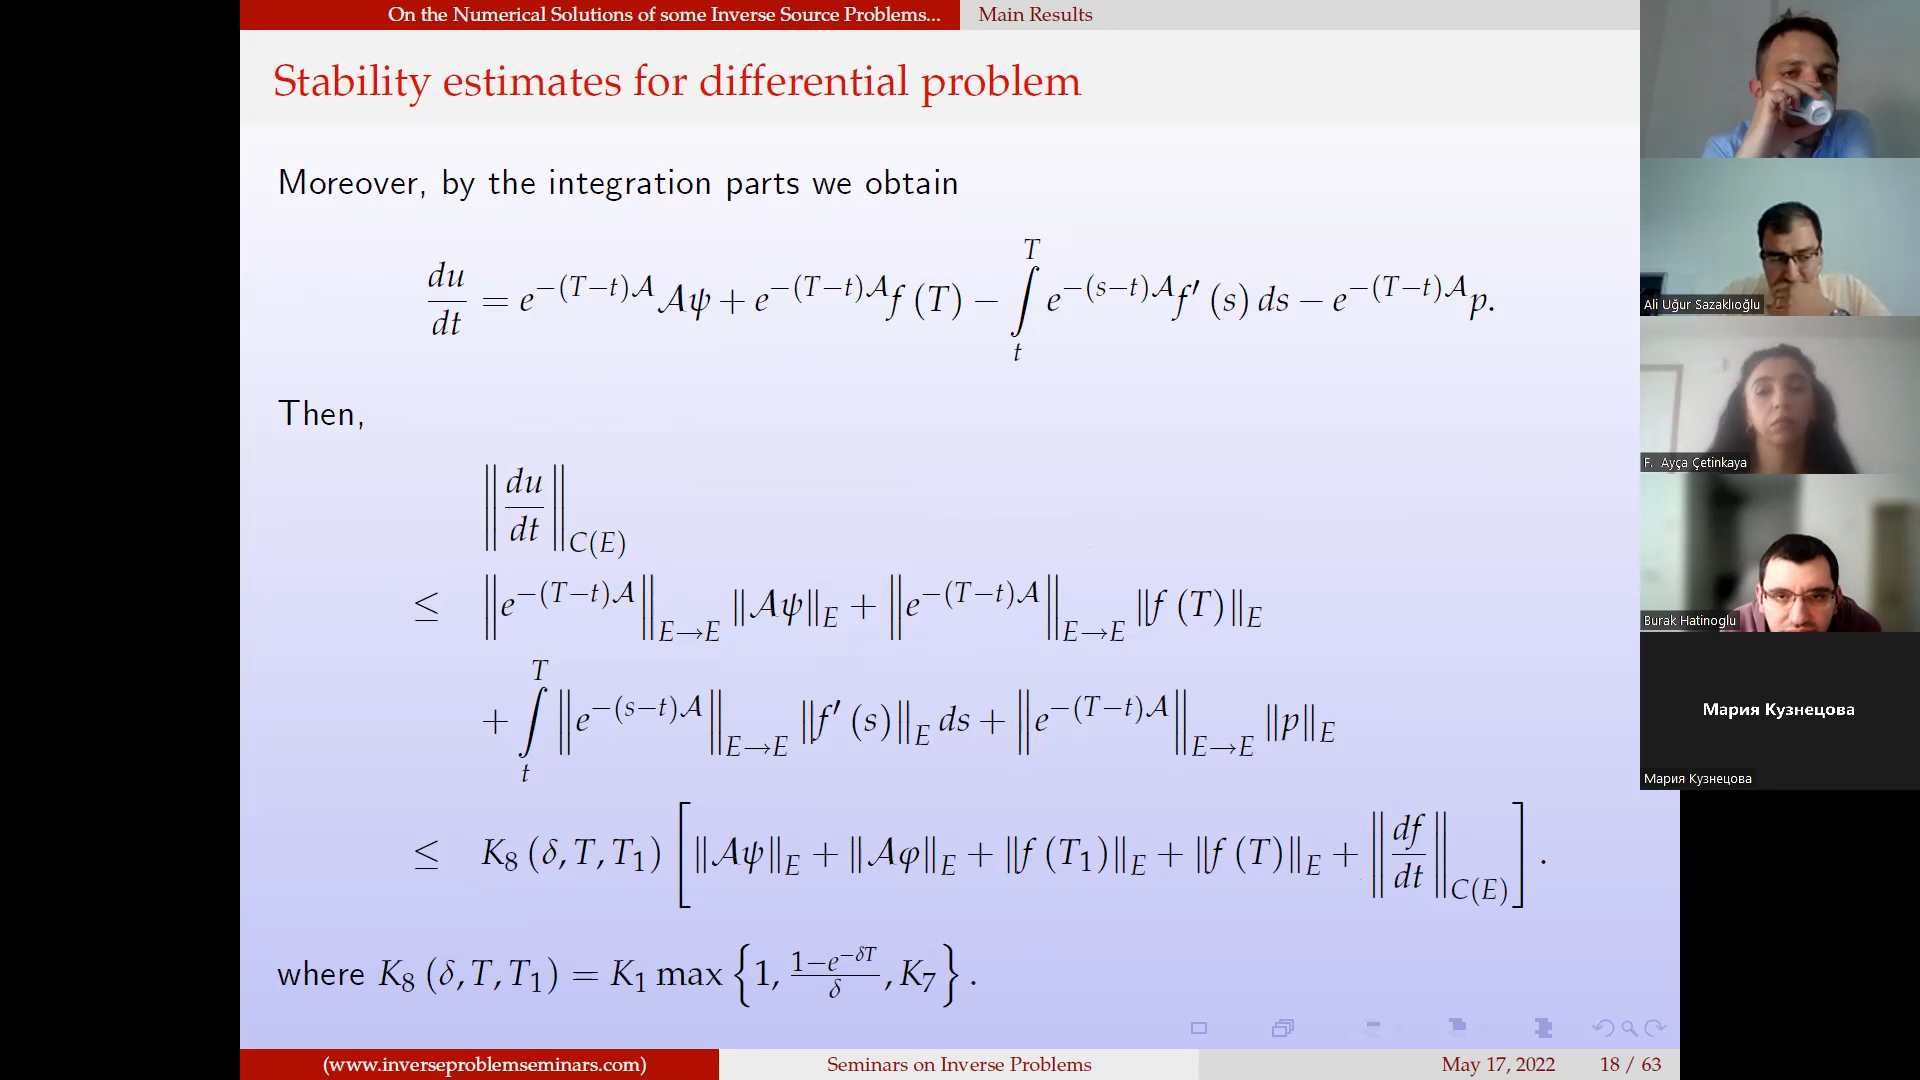 On the Numerical Solutions of some Inverse Source Problems... Main Results
Stability estimates for differential problem
Moreover, by the integration parts we obtain
du/dt = e^{−(T−t)𝒜} 𝒜ψ + e^{−(T−t)𝒜} f (T) − ∫_t^T e^{−(s−t)𝒜} f′ (s) ds − e^{−(T−t)𝒜} p.
Then,
‖du/dt‖_{C(E)}
≤ ‖e^{−(T−t)𝒜}‖_{E→E} ‖𝒜ψ‖_E + ‖e^{−(T−t)𝒜}‖_{E→E} ‖f (T)‖_E
+ ∫_t^T ‖e^{−(s−t)𝒜}‖_{E→E} ‖f′ (s)‖_E ds + ‖e^{−(T−t)𝒜}‖_{E→E} ‖p‖_E
≤ K_8 (δ, T, T_1) [‖𝒜ψ‖_E + ‖𝒜φ‖_E + ‖f (T_1)‖_E + ‖f (T)‖_E + ‖df/dt‖_{C(E)}] .
where K_8 (δ, T, T_1) = K_1 max {1, (1−e^{−δT})/δ, K_7} .
(www.inverseproblemseminars.com) Seminars on Inverse Problems May 17, 2022 18 / 63
Ali Uğur Sazaklıoğlu
F. Ayça Çetinkaya
Burak Hatinoglu
Мария Кузнецова
Мария Кузнецова